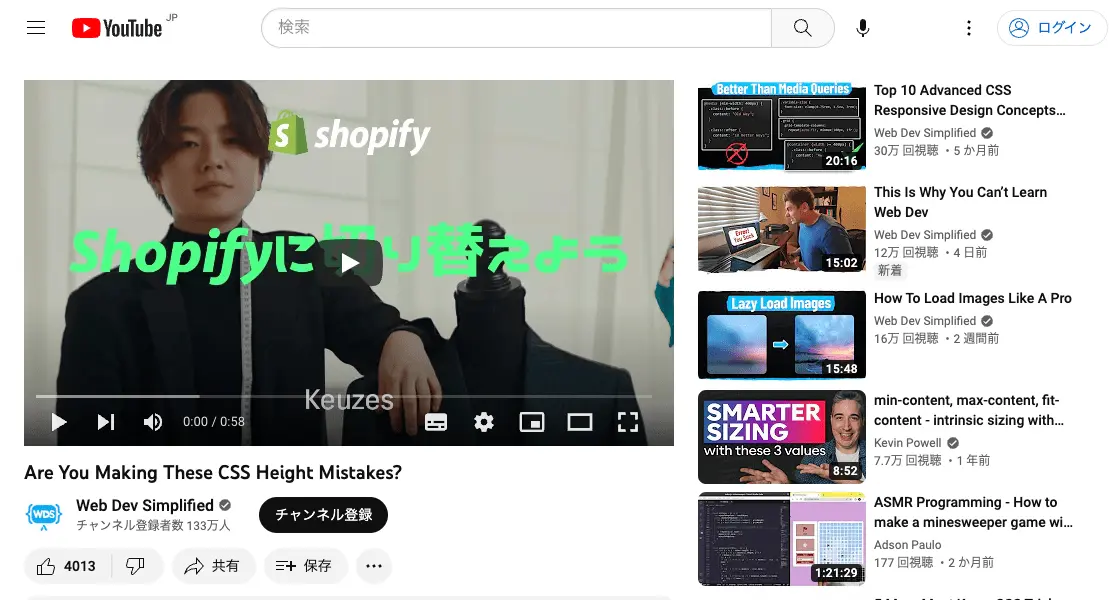 YouTube JP
検索
ログイン
shopify
Shopifyに切り替えよう
Keuzes
0:00 / 0:58
Are You Making These CSS Height Mistakes?
WDS
Web Dev Simplified
チャンネル登録者数 133万人
チャンネル登録
4013
共有
保存
Better Than Media Queries
20:16
Top 10 Advanced CSS
Responsive Design Concepts…
Web Dev Simplified
30万 回視聴 ・5 か月前
Error!
You Suck
15:02
This Is Why You Can’t Learn
Web Dev
Web Dev Simplified
12万 回視聴 ・4 日前
新着
Lazy Load Images
15:48
How To Load Images Like A Pro
Web Dev Simplified
16万 回視聴 ・2 週間前
SMARTER
SIZING
with these 3 values
8:52
min-content, max-content, fit-
content - intrinsic sizing with…
Kevin Powell
7.7万 回視聴 ・1 年前
1:21:29
ASMR Programming - How to
make a minesweeper game wi…
Adson Paulo
177 回視聴 ・2 か月前